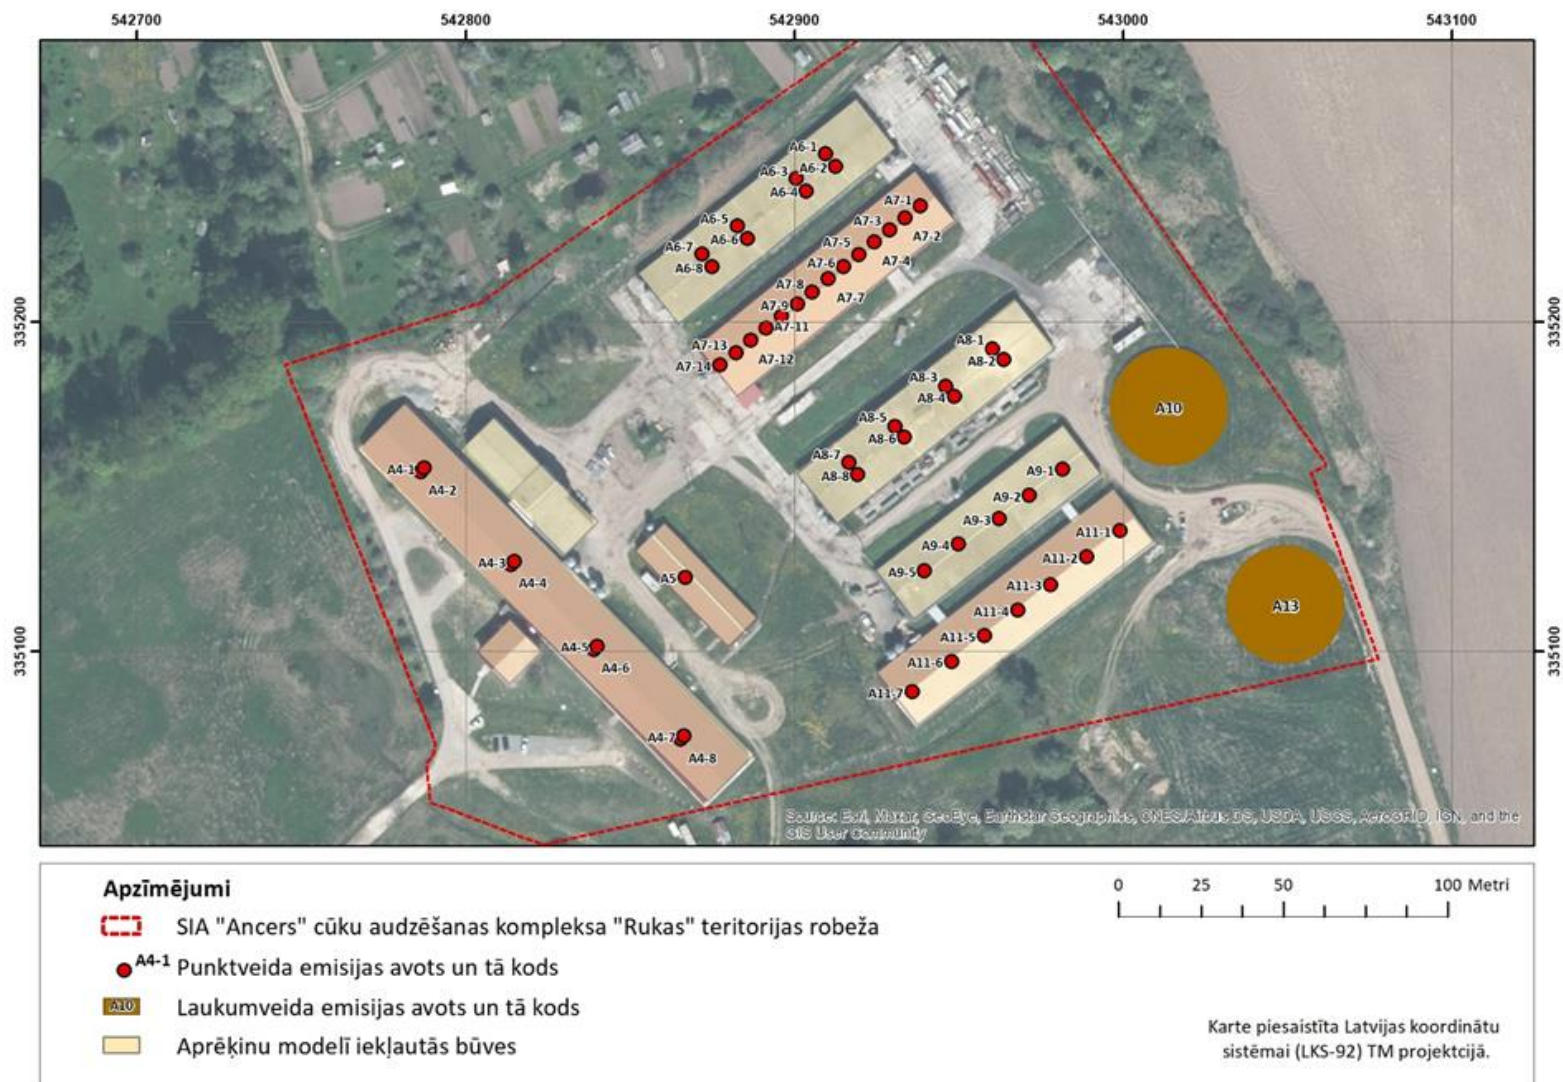 542700 542800 542900 543000 543100
335200 335200
335100 335100
A6-1
A6-2
A6-3
A6-4
A6-5
A6-6
A6-7
A6-8
A7-1
A7-2
A7-3
A7-4
A7-5
A7-6
A7-7
A7-8
A7-9
A7-11
A7-12
A7-13
A7-14
A8-1
A8-2
A8-3
A8-4
A8-5
A8-6
A8-7
A8-8
A10
A4-1
A4-2
A4-3
A4-4
A4-5
A4-6
A4-7
A4-8
A5
A9-1
A9-2
A9-3
A9-4
A9-5
A11-1
A11-2
A11-3
A11-4
A11-5
A11-6
A11-7
A13
Source: Esri, Maxar, GeoEye, Earthstar Geographics, CNES/Airbus DS, USDA, USGS, AeroGRID, IGN, and the
GIS User Community
Apzīmējumi
SIA "Ancers" cūku audzēšanas kompleksa "Rukas" teritorijas robeža
A4-1 Punktveida emisijas avots un tā kods
A10 Laukumveida emisijas avots un tā kods
Aprēķinu modelī iekļautās būves
0 25 50 100 Metri
Karte piesaistīta Latvijas koordinātu
sistēmai (LKS-92) TM projektcijā.